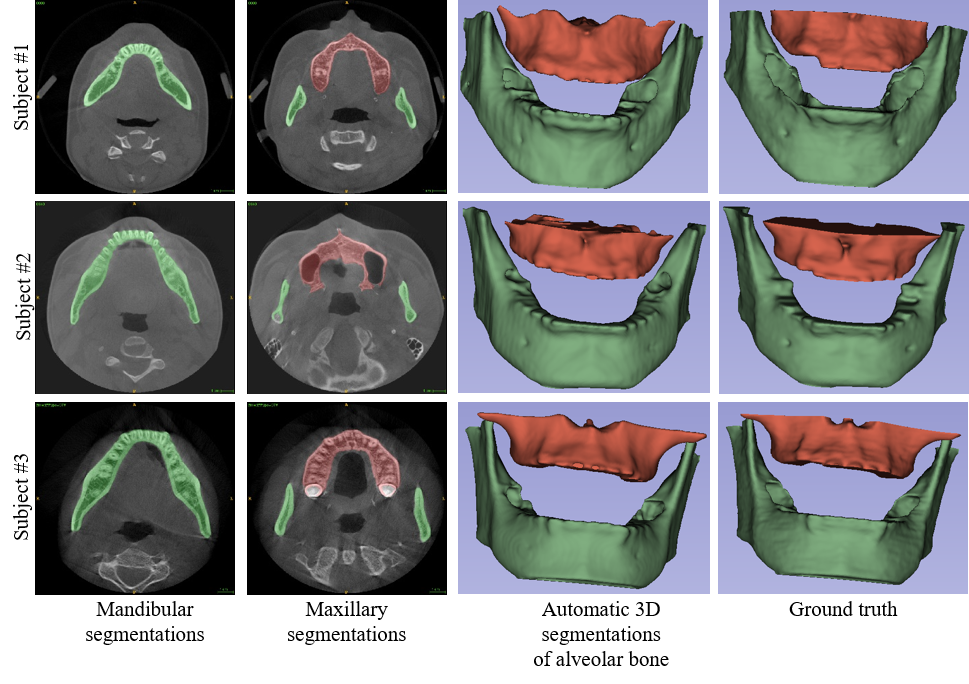 Subject #1
Subject #2
Subject #3
Mandibular
segmentations
Maxillary
segmentations
Automatic 3D
segmentations
of alveolar bone
Ground truth